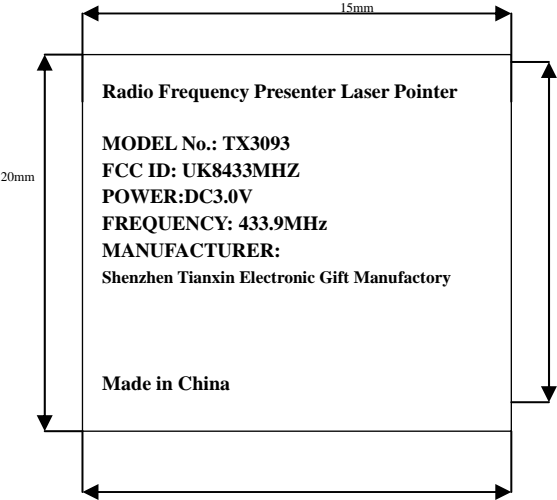 15mm
Radio Frequency Presenter Laser Pointer
MODEL No.: TX3093
FCC ID: UK8433MHZ
20mm
POWER:DC3.0V
FREQUENCY: 433.9MHz
MANUFACTURER:
Shenzhen Tianxin Electronic Gift Manufactory
Made in China